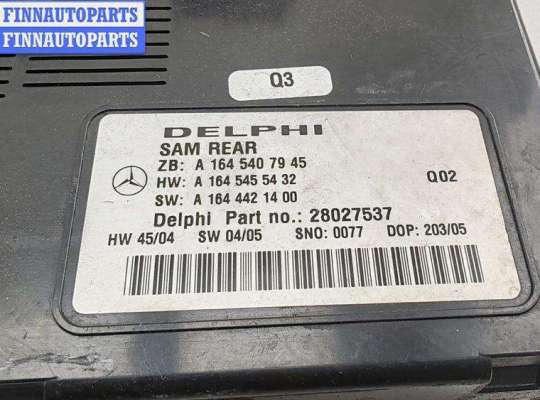 FINNAUTOPARTS
FINNAUTOPARTS
Q3
DELPHI
SAM REAR
ZB: A 164 540 79 45
HW: A 164 545 54 32
Q02
SW: A 164 442 14 00
Delphi Part no.: 28027537
HW 45/04 SW 04/05 SNO: 0077 DOP: 203/05